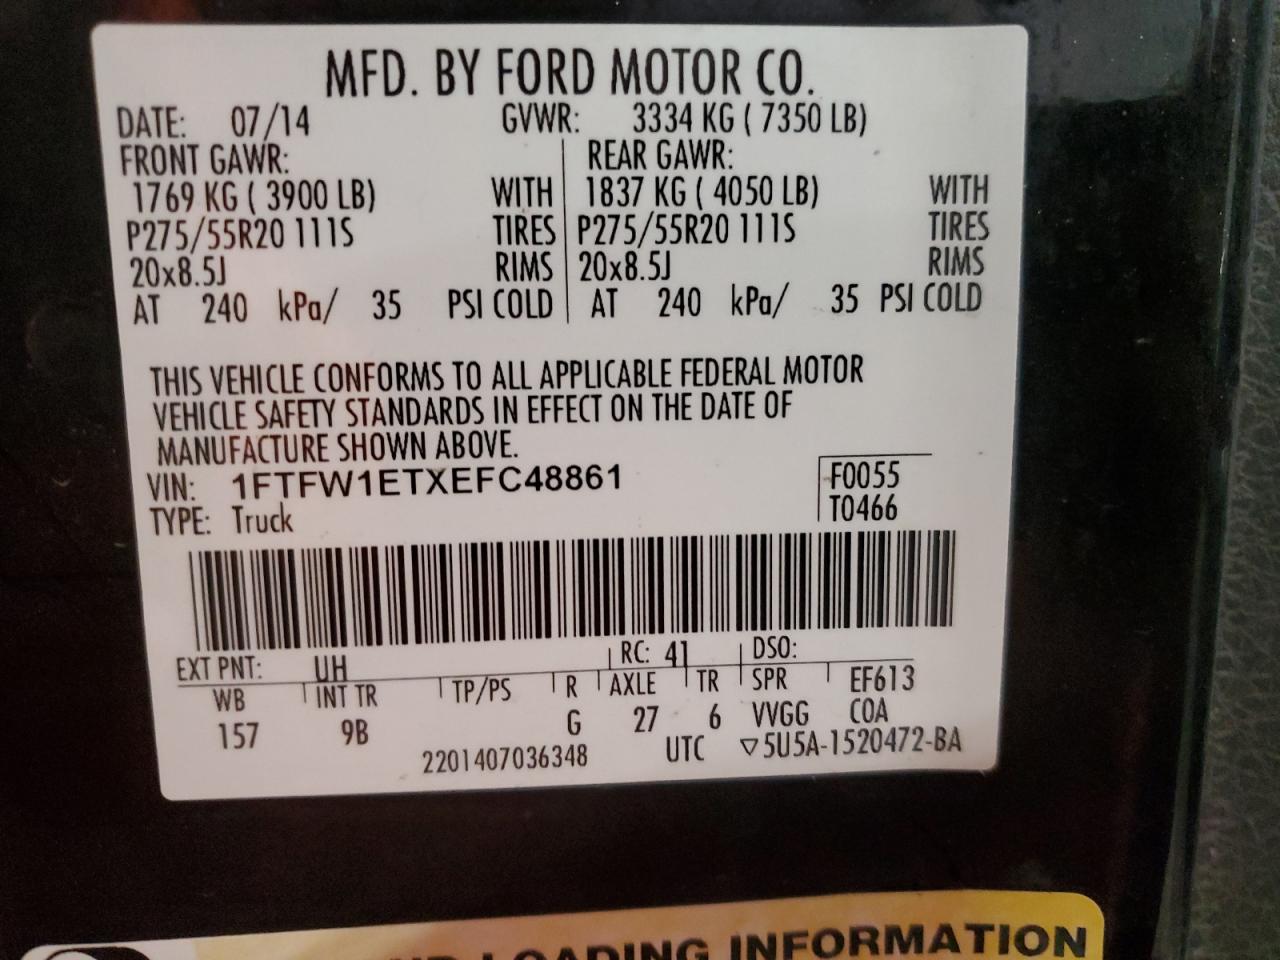 MFD. BY FORD MOTOR CO.
DATE: 07/14 GVWR: 3334 KG ( 7350 LB)
FRONT GAWR: REAR GAWR:
1769 KG ( 3900 LB) WITH 1837 KG ( 4050 LB) WITH
P275/55R20 111S TIRES P275/55R20 111S TIRES
20x8.5J RIMS 20x8.5J RIMS
AT 240 kPa/ 35 PSI COLD AT 240 kPa/ 35 PSI COLD
THIS VEHICLE CONFORMS TO ALL APPLICABLE FEDERAL MOTOR
VEHICLE SAFETY STANDARDS IN EFFECT ON THE DATE OF
MANUFACTURE SHOWN ABOVE.
VIN: 1FTFW1ETXEFC48861 F0055
TYPE: Truck T0466
EXT PNT: UH RC: 41 DSO:
WB INT TR TP/PS R AXLE TR SPR EF613
157 9B G 27 6 VVGG COA
2201407036348 UTC ▽5U5A-1520472-BA
LOADING INFORMATION